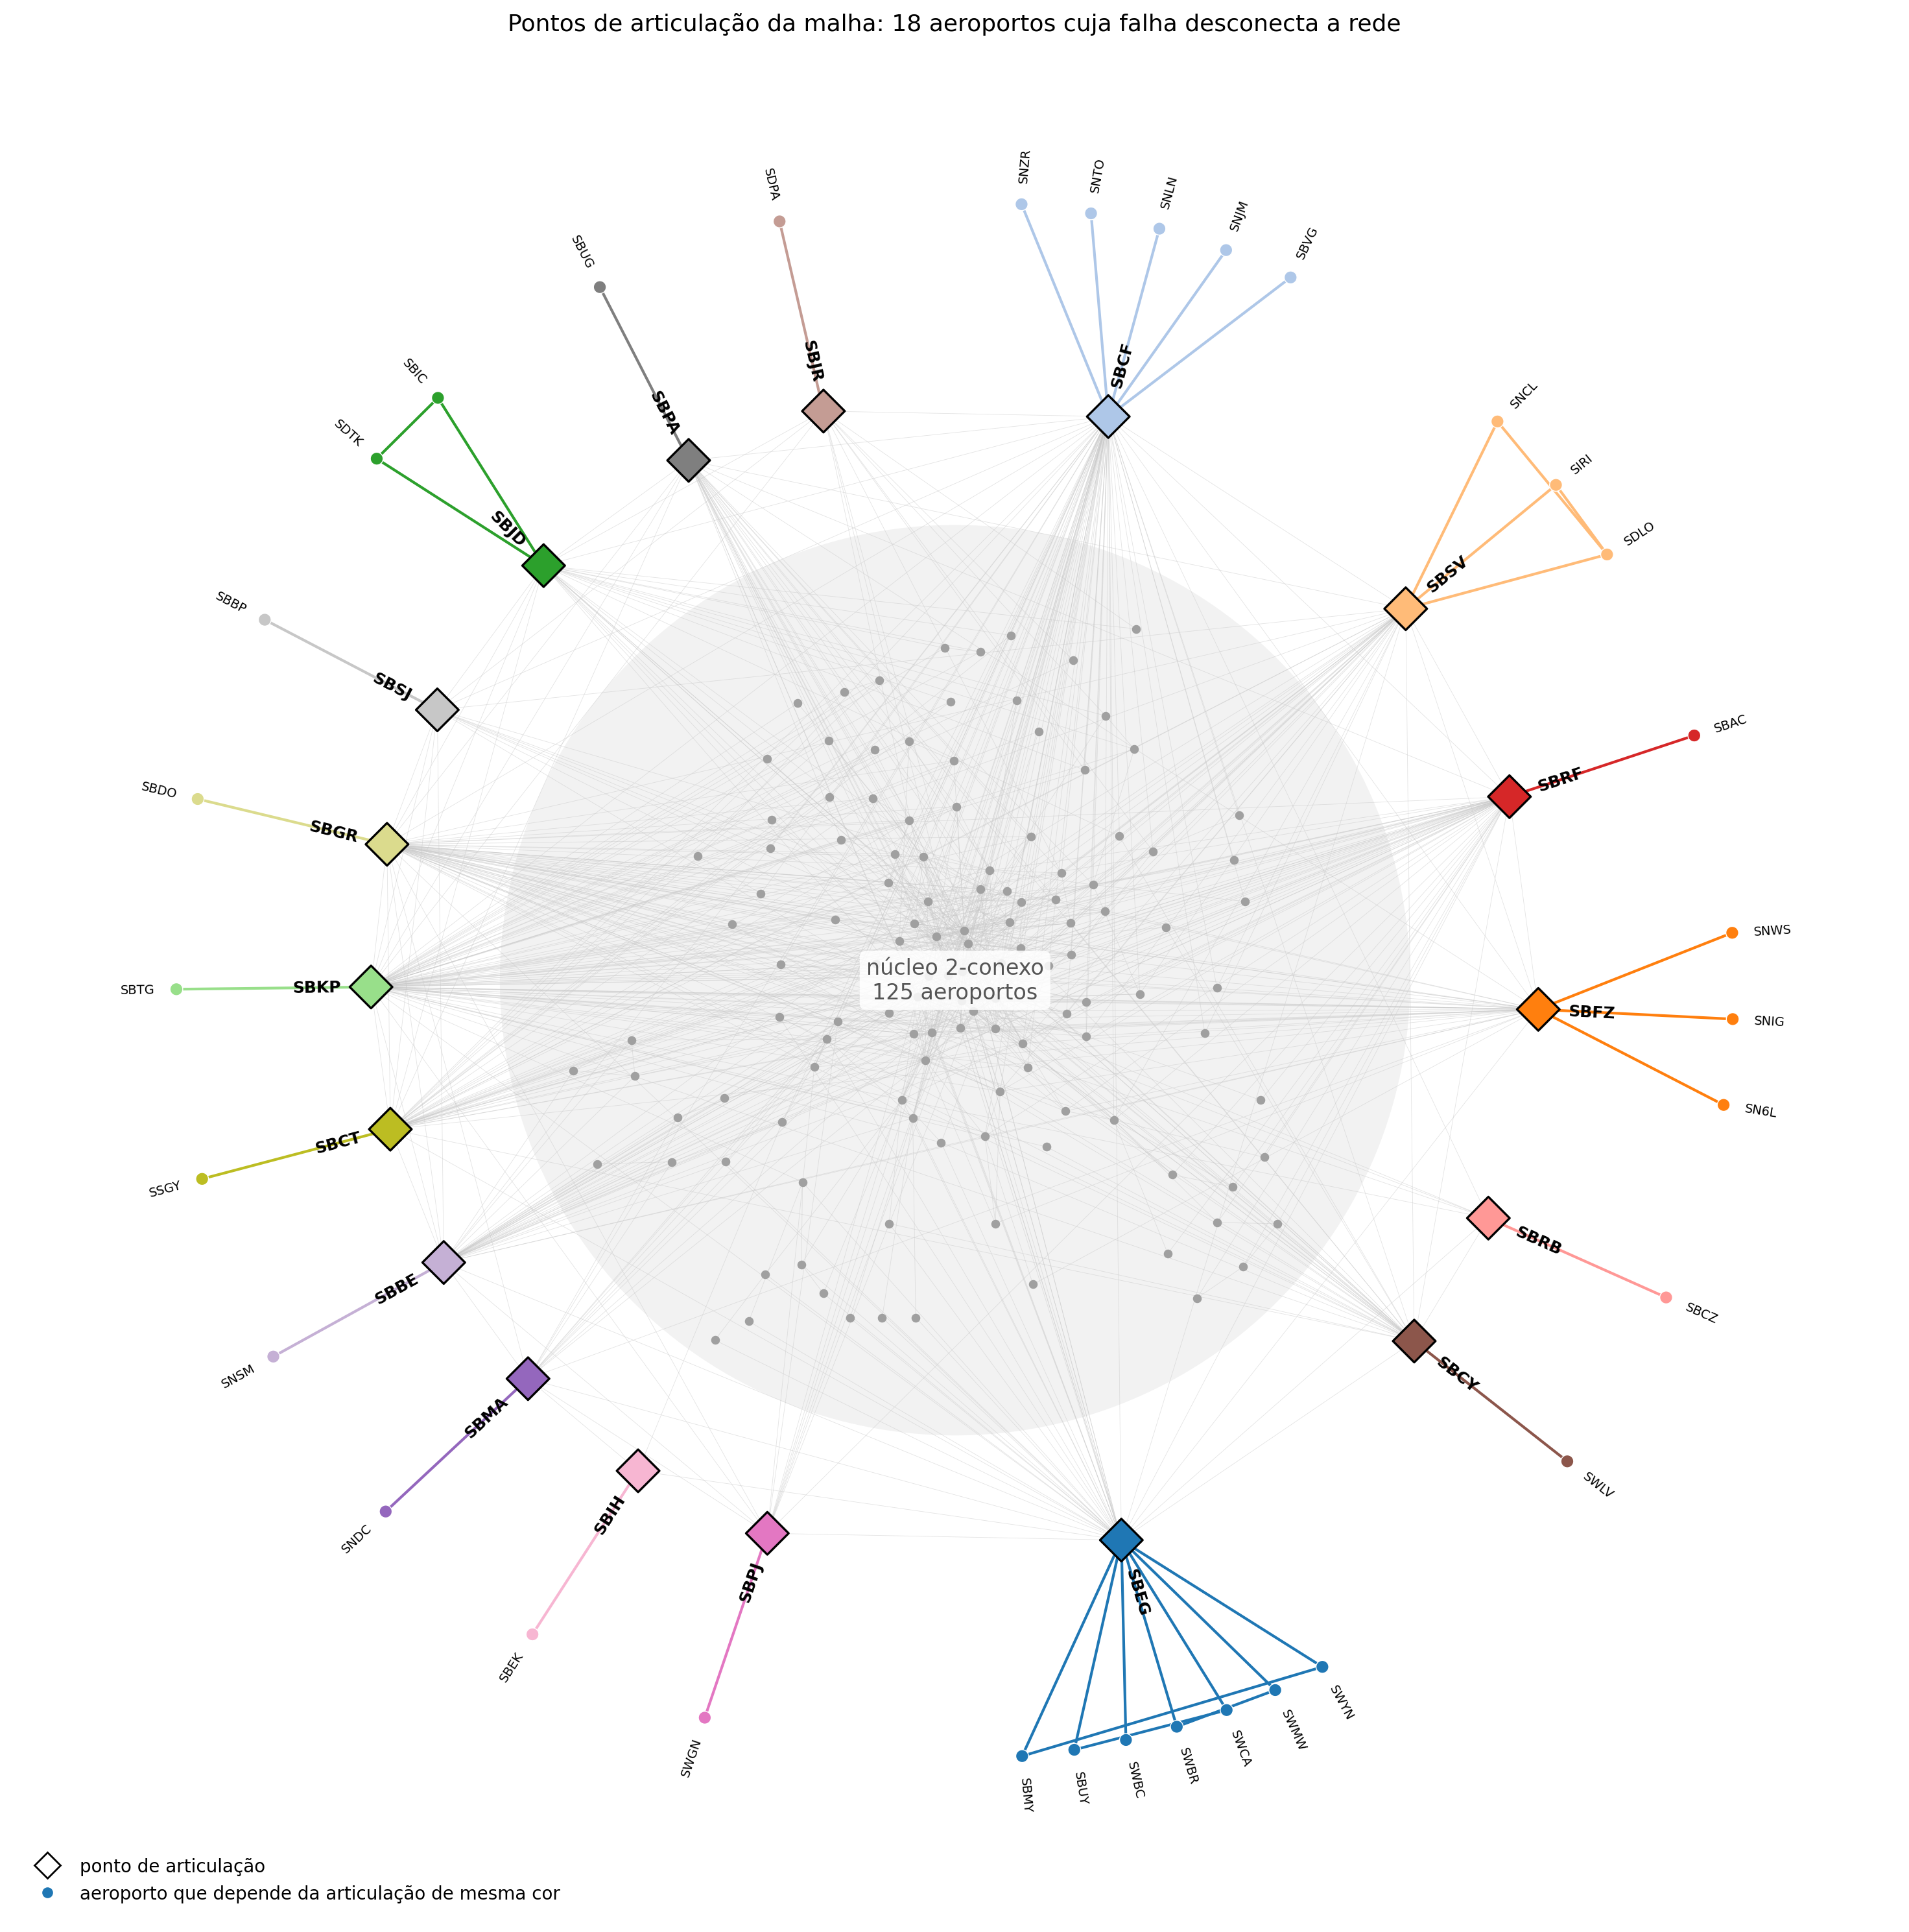 Pontos de articulação da malha: 18 aeroportos cuja falha desconecta a rede
SNZR
SNTO
SNLN
SNJM
SBVG
SDPA
SBUG
SBJR
SBCF
SBIC
SBPA
SNCL
SDTK
SIRI
SBJD
SDLO
SBSV
SBBP
SBSJ
SBAC
SBRF
SBDO
SBGR
SNWS
núcleo 2-conexo
125 aeroportos
SBTG
SBKP
SBFZ
SNIG
SN6L
SBCT
SSGY
SBRB
SBBE
SBCZ
SNSM
SBCY
SBMA
SWLV
SNDC
SBIH
SBPJ
SBEG
SBEK
SWYN
SWMW
SWGN
SWCA
SWBR
SWBC
SBUY
SBMY
ponto de articulação
aeroporto que depende da articulação de mesma cor